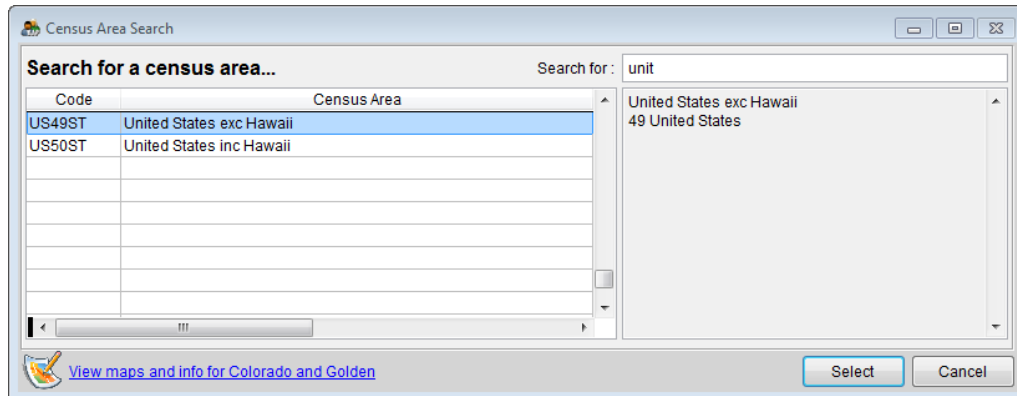 Census Area Search
Search for a census area...
Search for : unit
Code Census Area
US49ST United States exc Hawaii
US50ST United States inc Hawaii
United States exc Hawaii
49 United States
View maps and info for Colorado and Golden
Select Cancel